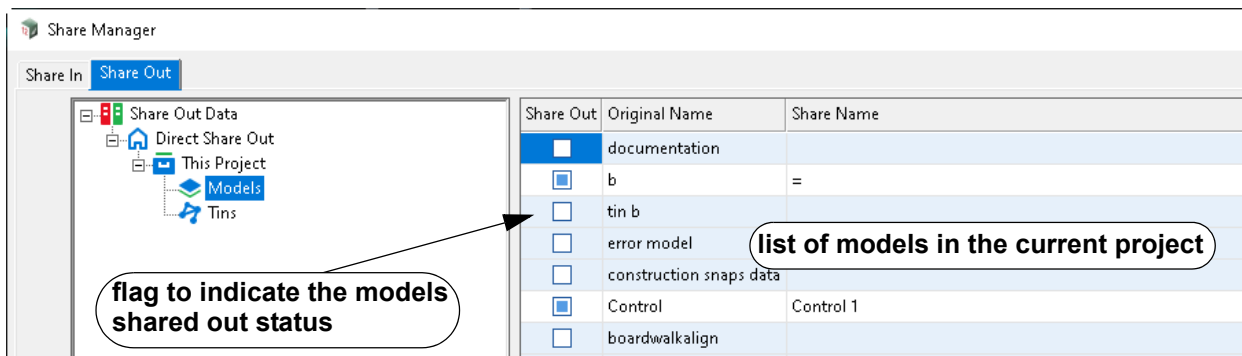 Share Manager
Share In Share Out
Share Out Data
Direct Share Out
This Project
Models
Tins
Share Out Original Name Share Name
documentation
b =
tin b
error model
construction snaps data
Control Control 1
boardwalkalign
list of models in the current project
flag to indicate the models
shared out status